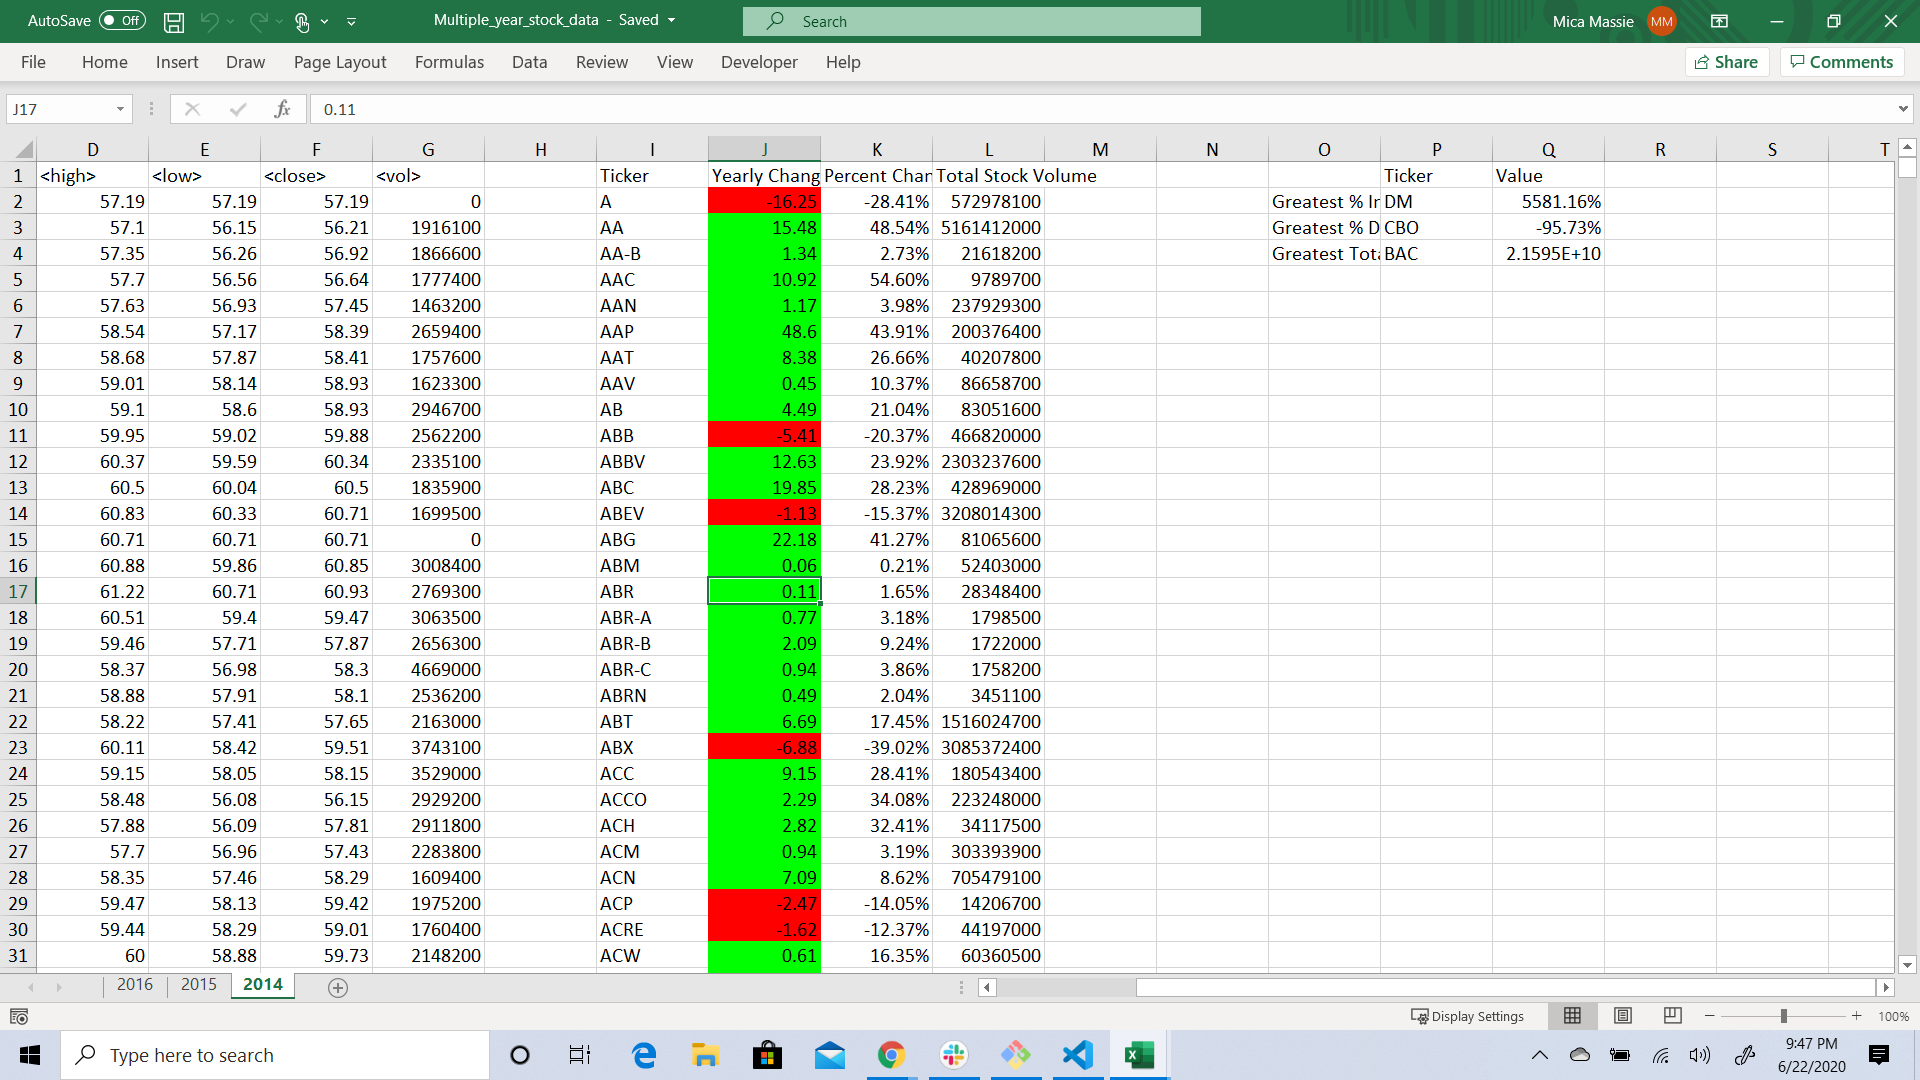 AutoSave Off Multiple_year_stock_data - Saved Search Mica Massie MM
File Home Insert Draw Page Layout Formulas Data Review View Developer Help Share Comments
J17 fx 0.11
D E F G H I J K L M N O P Q R S T
1 <high> <low> <close> <vol> Ticker Yearly Chang Percent Chan Total Stock Volume Ticker Value
2 57.19 57.19 57.19 0 A -16.25 -28.41% 572978100 Greatest % In DM 5581.16%
3 57.1 56.15 56.21 1916100 AA 15.48 48.54% 5161412000 Greatest % D CBO -95.73%
4 57.35 56.26 56.92 1866600 AA-B 1.34 2.73% 21618200 Greatest Tota BAC 2.1595E+10
5 57.7 56.56 56.64 1777400 AAC 10.92 54.60% 9789700
6 57.63 56.93 57.45 1463200 AAN 1.17 3.98% 237929300
7 58.54 57.17 58.39 2659400 AAP 48.6 43.91% 200376400
8 58.68 57.87 58.41 1757600 AAT 8.38 26.66% 40207800
9 59.01 58.14 58.93 1623300 AAV 0.45 10.37% 86658700
10 59.1 58.6 58.93 2946700 AB 4.49 21.04% 83051600
11 59.95 59.02 59.88 2562200 ABB -5.41 -20.37% 466820000
12 60.37 59.59 60.34 2335100 ABBV 12.63 23.92% 2303237600
13 60.5 60.04 60.5 1835900 ABC 19.85 28.23% 428969000
14 60.83 60.33 60.71 1699500 ABEV -1.13 -15.37% 3208014300
15 60.71 60.71 60.71 0 ABG 22.18 41.27% 81065600
16 60.88 59.86 60.85 3008400 ABM 0.06 0.21% 52403000
17 61.22 60.71 60.93 2769300 ABR 0.11 1.65% 28348400
18 60.51 59.4 59.47 3063500 ABR-A 0.77 3.18% 1798500
19 59.46 57.71 57.87 2656300 ABR-B 2.09 9.24% 1722000
20 58.37 56.98 58.3 4669000 ABR-C 0.94 3.86% 1758200
21 58.88 57.91 58.1 2536200 ABRN 0.49 2.04% 3451100
22 58.22 57.41 57.65 2163000 ABT 6.69 17.45% 1516024700
23 60.11 58.42 59.51 3743100 ABX -6.88 -39.02% 3085372400
24 59.15 58.05 58.15 3529000 ACC 9.15 28.41% 180543400
25 58.48 56.08 56.15 2929200 ACCO 2.29 34.08% 223248000
26 57.88 56.09 57.81 2911800 ACH 2.82 32.41% 34117500
27 57.7 56.96 57.43 2283800 ACM 0.94 3.19% 303393900
28 58.35 57.46 58.29 1609400 ACN 7.09 8.62% 705479100
29 59.47 58.13 59.42 1975200 ACP -2.47 -14.05% 14206700
30 59.44 58.29 59.01 1760400 ACRE -1.62 -12.37% 44197000
31 60 58.88 59.73 2148200 ACW 0.61 16.35% 60360500
2016 2015 2014
Display Settings 100%
Type here to search 9:47 PM
6/22/2020